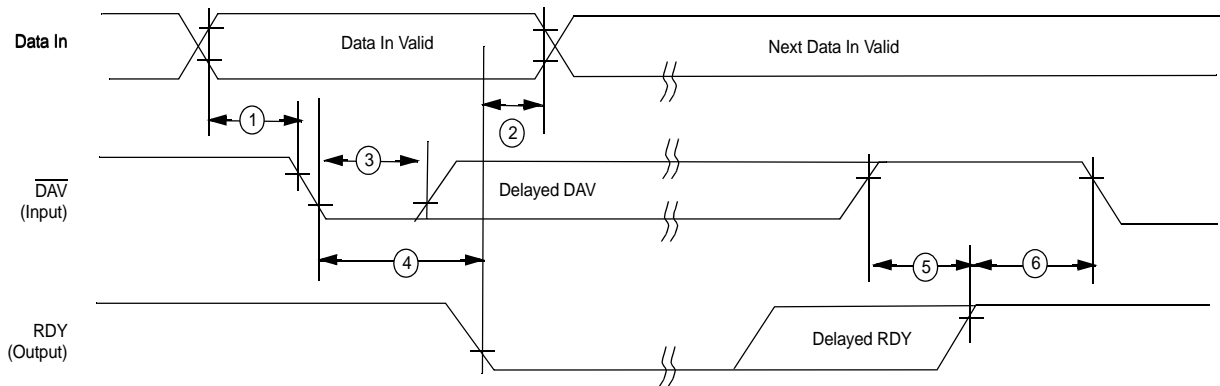 Data In
Data In Valid
Next Data In Valid
1
2
3
DAV
(Input)
Delayed DAV
4
5
6
RDY
(Output)
Delayed RDY